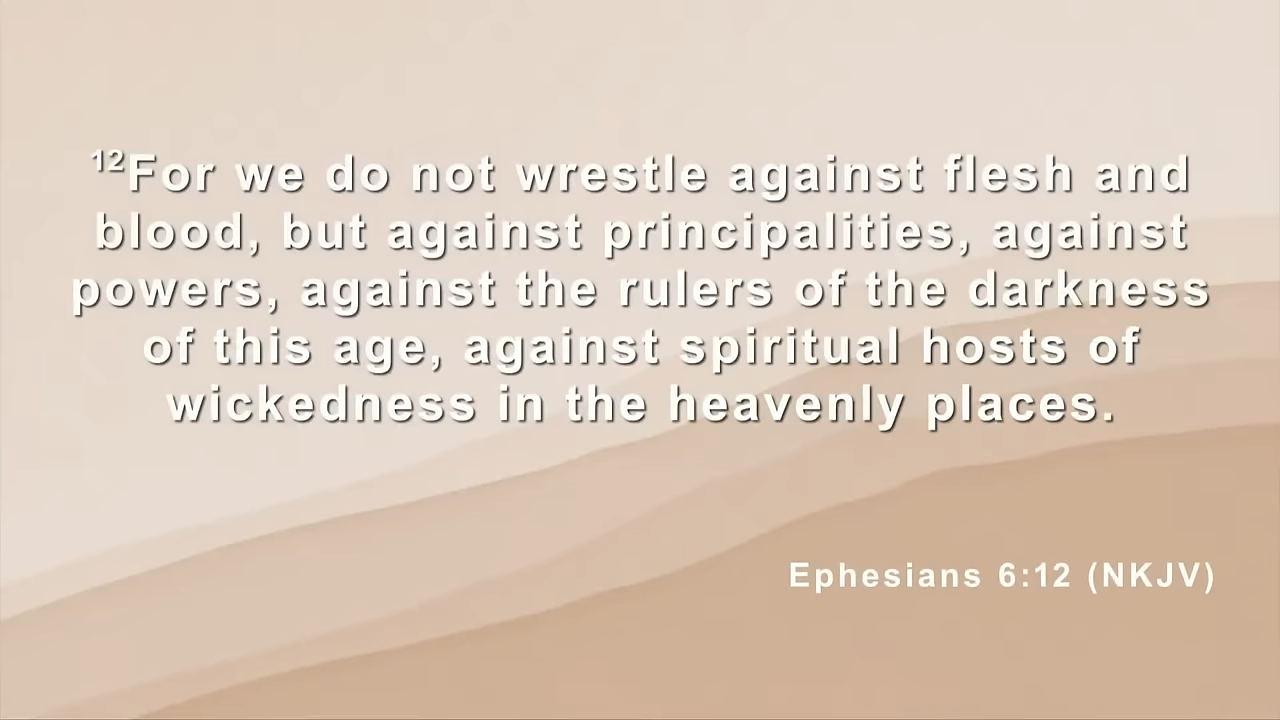 ¹²For we do not wrestle against flesh and
blood, but against principalities, against
powers, against the rulers of the darkness
of this age, against spiritual hosts of
wickedness in the heavenly places.
Ephesians 6:12 (NKJV)